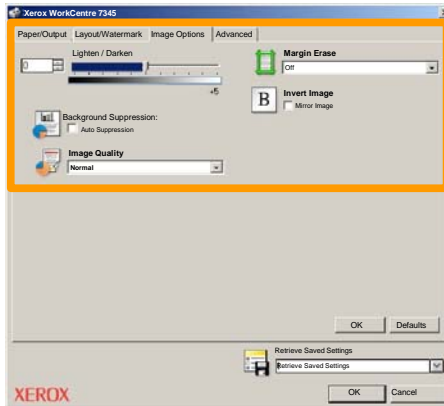 Xerox WorkCentre 7345
Paper/Output Layout/Watermark Image Options Advanced
Lighten / Darken
0
+5
Background Suppression:
Auto Suppression
Image Quality
Normal
Margin Erase
Off
B
Invert Image
Mirror Image
OK Defaults
Retrieve Saved Settings
Retrieve Saved Settings
XEROX
OK Cancel